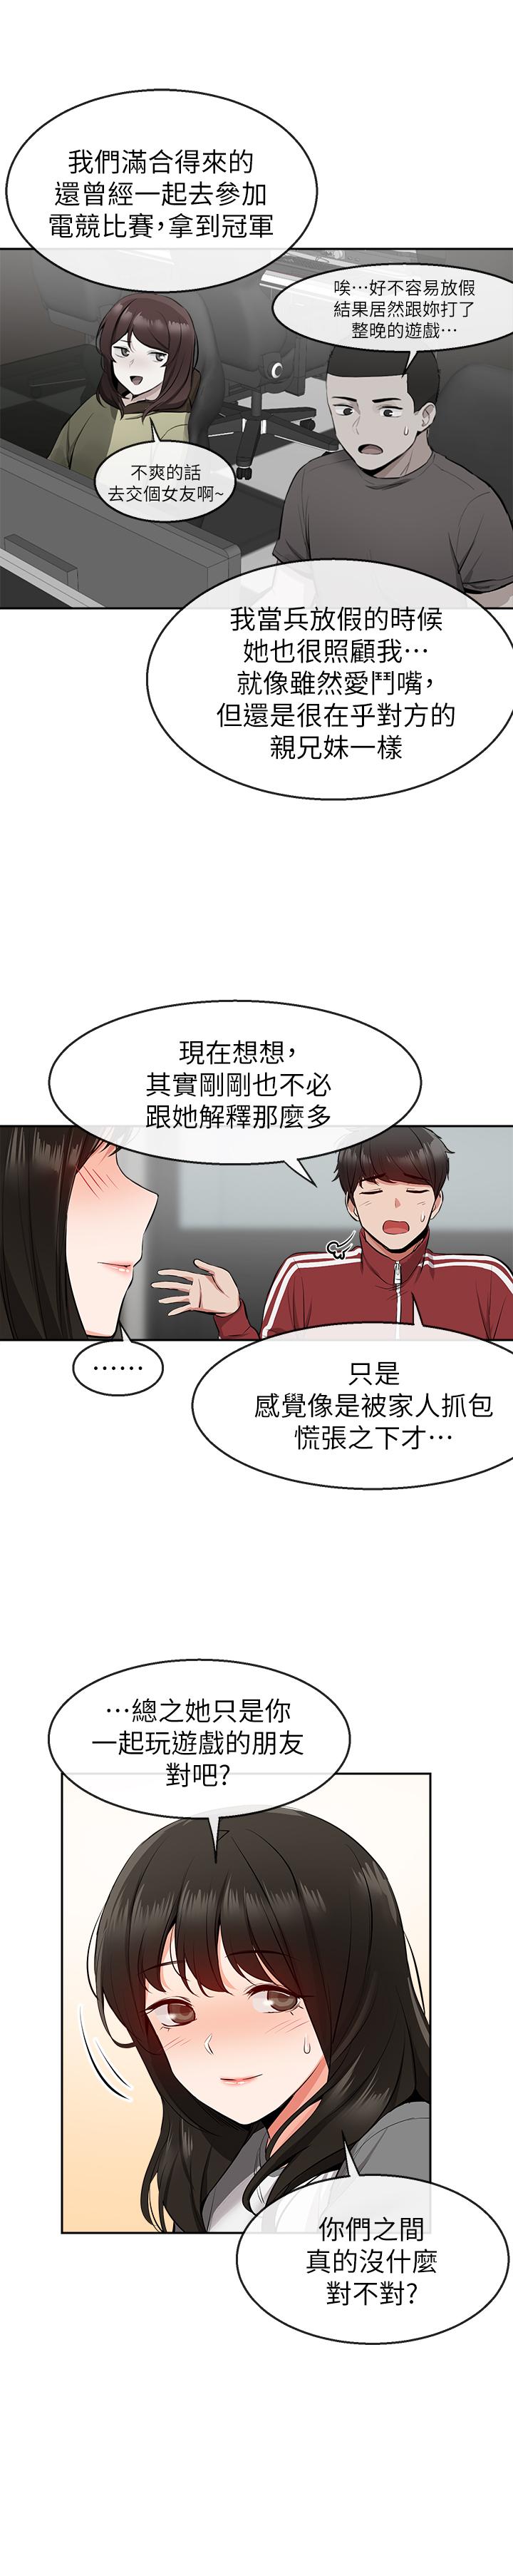 我們滿合得來的
還曾經一起去參加
電競比賽，拿到冠軍
唉…好不容易放假
結果居然跟妳打了
整晚的遊戲…
不爽的話
去交個女友啊~
我當兵放假的時候
她也很照顧我…
就像雖然愛鬥嘴，
但還是很在乎對方的
親兄妹一樣
現在想想，
其實剛剛也不必
跟她解釋那麼多
……
只是
感覺像是被家人抓包
慌張之下才…
…總之她只是你
一起玩遊戲的朋友
對吧?
你們之間
真的沒什麼
對不對?